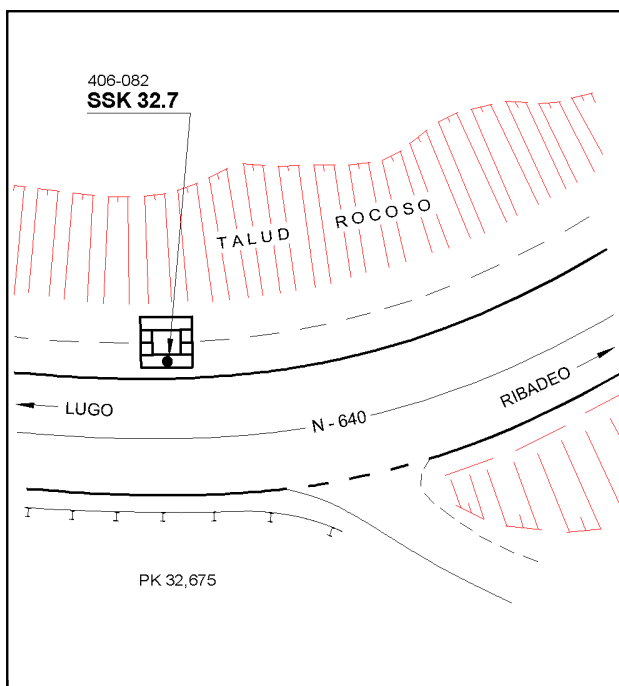 406-082
SSK 32.7
TALUD ROCOSO
LUGO
N - 640
RIBADEO
PK 32,675